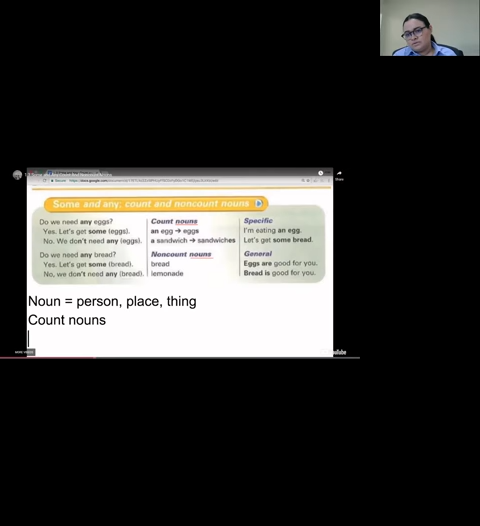 Share
Some and any; count and noncount nouns
Do we need any eggs?
Yes. Let's get some (eggs).
No. We don't need any (eggs).
Do we need any bread?
Yes. Let's get some (bread).
No, we don't need any (bread).
Count nouns
an egg → eggs
a sandwich → sandwiches
Noncount nouns
bread
lemonade
Specific
I'm eating an egg.
Let's get some bread.
General
Eggs are good for you.
Bread is good for you.
Noun = person, place, thing
Count nouns